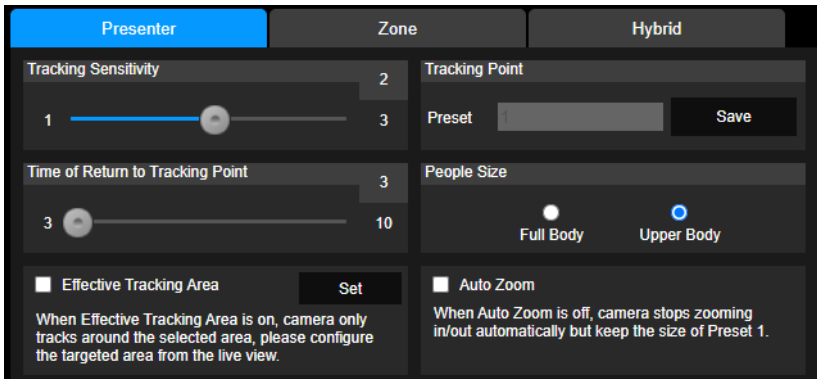 Presenter
Zone
Hybrid
Tracking Sensitivity
2
1
3
Tracking Point
Preset
1
Save
Time of Return to Tracking Point
3
3
10
People Size
Full Body
Upper Body
Effective Tracking Area
Set
When Effective Tracking Area is on, camera only
tracks around the selected area, please configure
the targeted area from the live view.
Auto Zoom
When Auto Zoom is off, camera stops zooming
in/out automatically but keep the size of Preset 1.